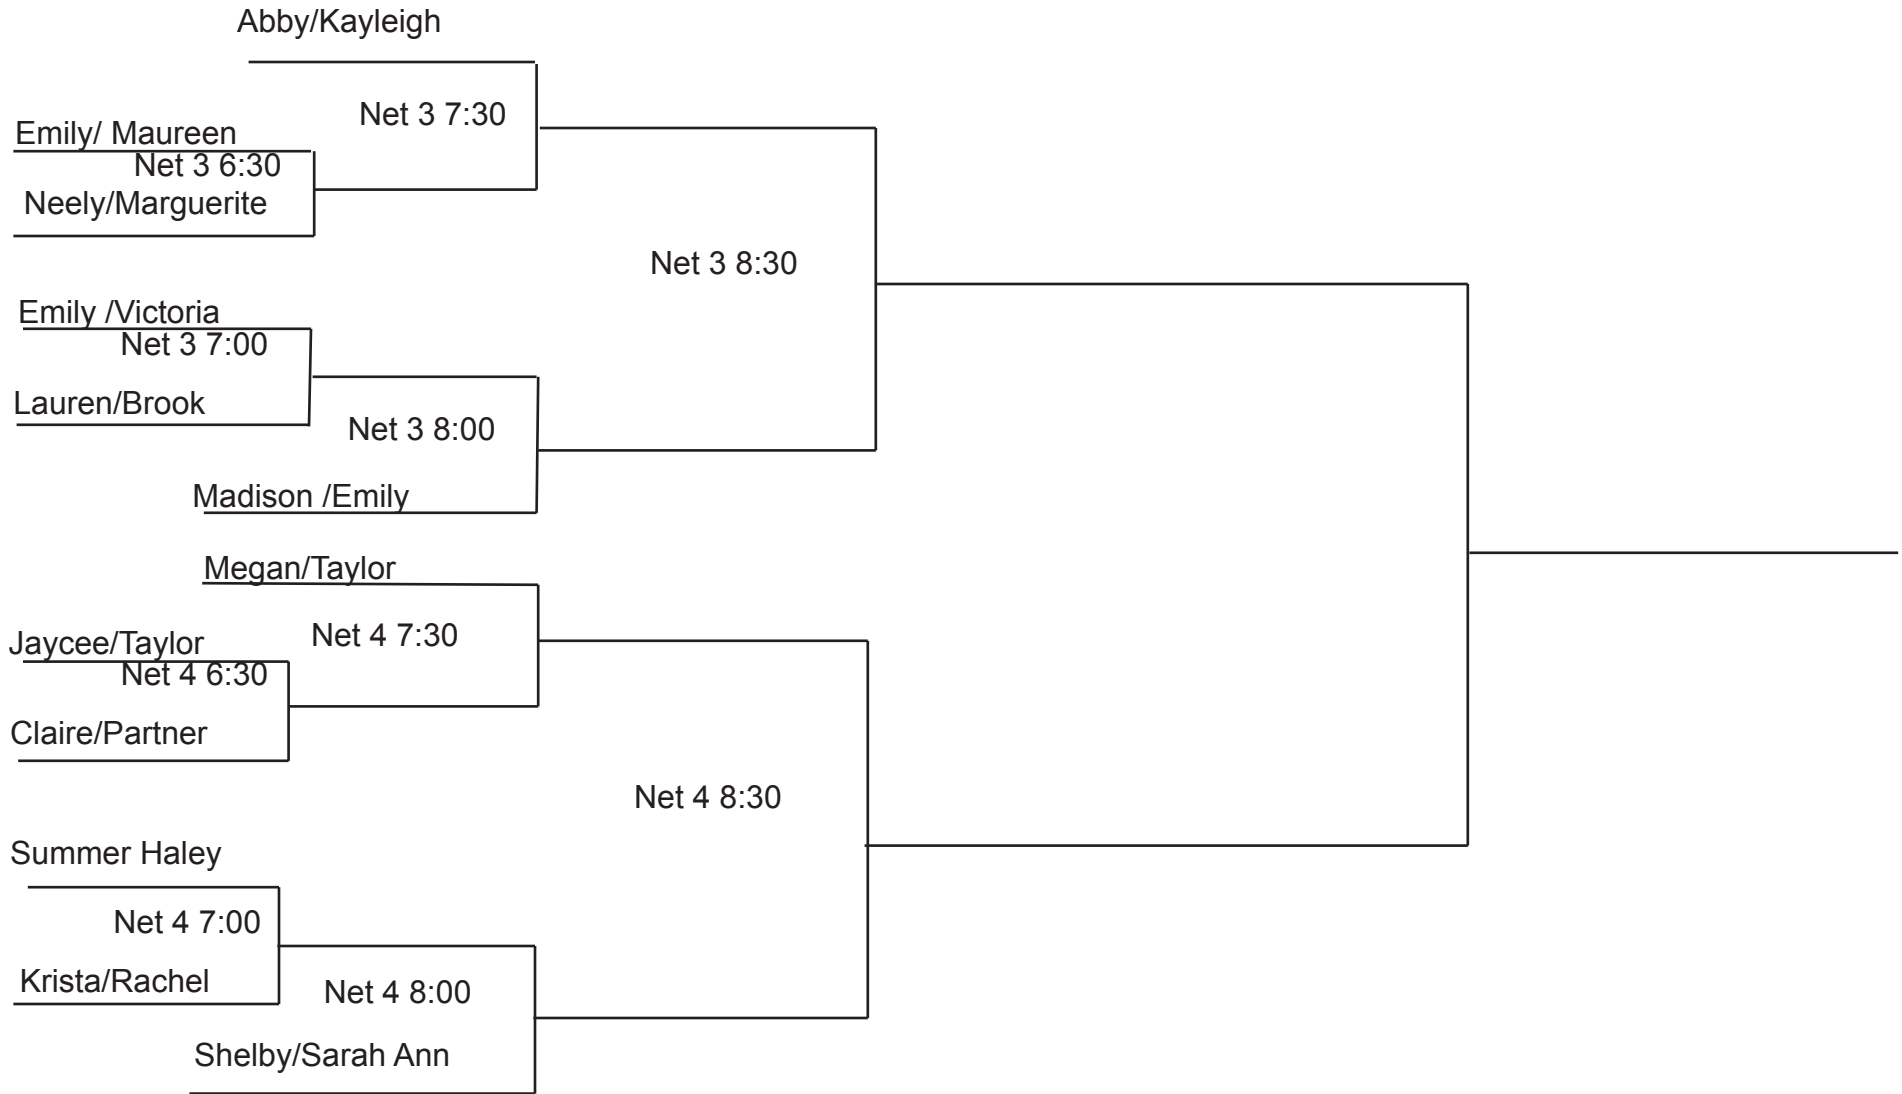 Abby/Kayleigh
Net 3 7:30
Emily/ Maureen
Net 3 6:30
Neely/Marguerite
Net 3 8:30
Emily /Victoria
Net 3 7:00
Lauren/Brook
Net 3 8:00
Madison /Emily
Megan/Taylor
Jaycee/Taylor
Net 4 7:30
Net 4 6:30
Claire/Partner
Net 4 8:30
Summer Haley
Net 4 7:00
Krista/Rachel
Net 4 8:00
Shelby/Sarah Ann